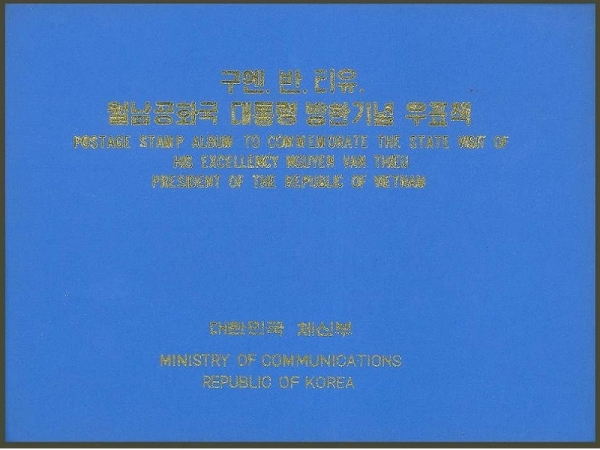 구엔. 반. 티유.
월남공화국 대통령 방한기념 우표책
POSTAGE STAMP ALBUM TO COMMEMORATE THE STATE VISIT OF
HIS EXCELLENCY NGUYEN VAN THIEU
PRESIDENT OF THE REPUBLIC OF VIETNAM
대한민국 체신부
MINISTRY OF COMMUNICATIONS
REPUBLIC OF KOREA